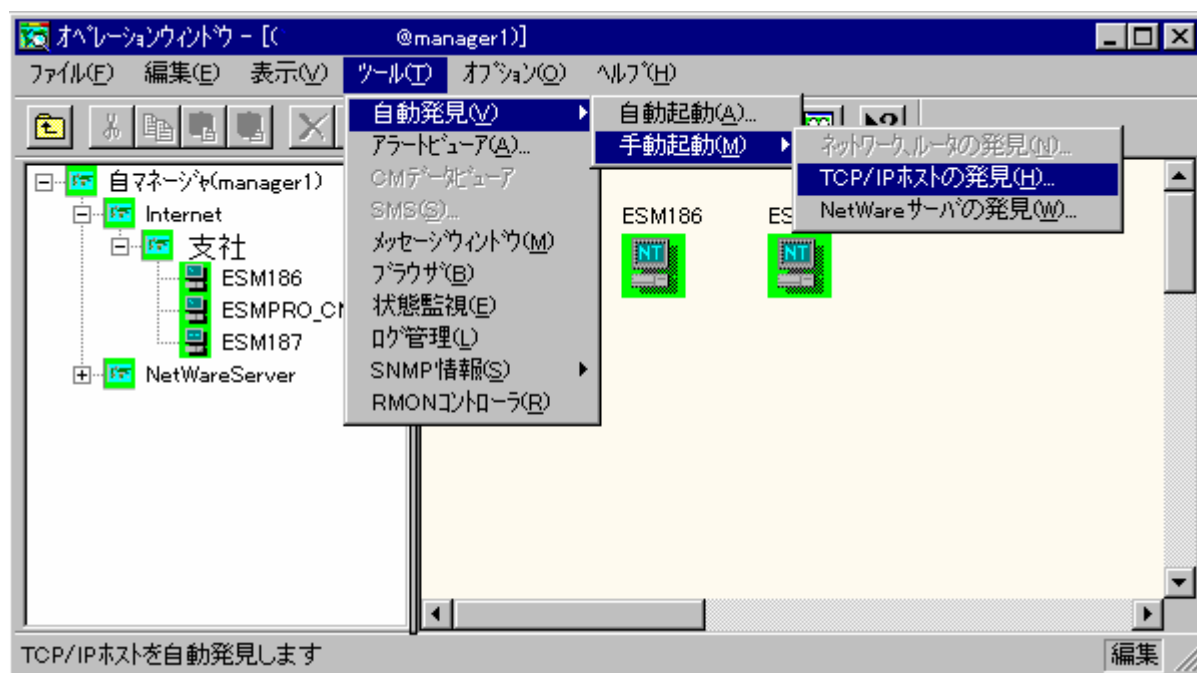 オペレーションウィンドウ - [( @manager1)]
ファイル(F) 編集(E) 表示(V) ツール(T) オプション(O) ヘルプ(H)
自動発見(V)
アラートビューア(A)...
CMデータビューア
SMS(S)...
メッセージウィンドウ(M)
ブラウザ(B)
状態監視(E)
ログ管理(L)
SNMP情報(S)
RMONコントローラ(R)
自動起動(A)...
手動起動(M)
ネットワーク、ルータの発見(N)...
TCP/IPホストの発見(H)...
NetWareサーバの発見(W)...
自マネージャ(manager1)
Internet
支社
ESM186
ESMPRO_CM
ESM187
NetWareServer
ESM186
ES
NT
NT
TCP/IPホストを自動発見します
編集